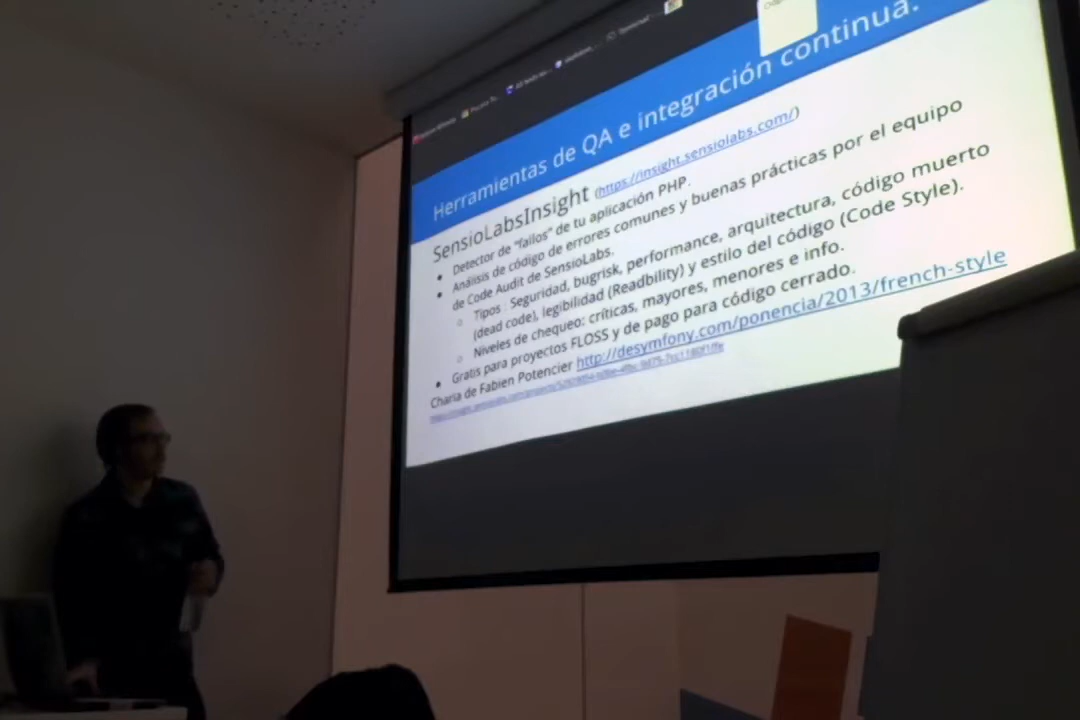 Herramientas de QA e integración continua.
SensioLabsInsight (https://insight.sensiolabs.com/)
Detector de "fallos" de tu aplicación PHP.
Análisis de código de errores comunes y buenas prácticas por el equipo
de Code Audit de SensioLabs.
Tipos Seguridad, bugrisk, performance, arquitectura, código muerto
(dead code), legibilidad (Readbility) y estilo del código (Code Style).
Niveles de chequeo: críticas, mayores, menores e info.
Gratis para proyectos FLOSS y de pago para código cerrado.
Charla de Fabien Potencier http://desymfony.com/ponencia/2013/french-style